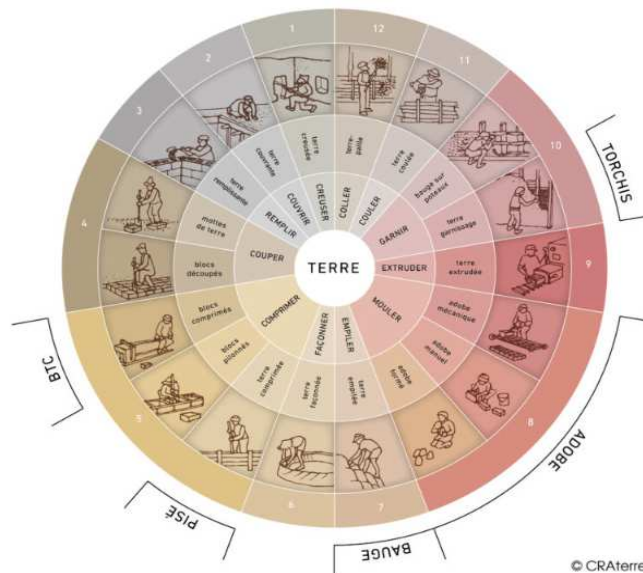 TERRE
1
CREUSER
terre creusée
2
COUVRIR
terre couvrante
3
REMPLIR
terre remplissante
4
COUPER
mottes de terre
blocs découpés
5
COMPRIMER
blocs comprimés
blocs pilonnés
terre comprimée
6
FAÇONNER
terre façonnée
7
EMPILER
terre empilée
8
MOULER
adobe formé
adobe manuel
adobe mécanique
9
EXTRUDER
terre extrudée
10
GARNIR
terre garnissage
bauge sur poteaux
11
COULER
terre coulée
12
COLLER
terre-paille
TORCHIS
ADOBE
BAUGE
PISÉ
BTC
© CRAterre